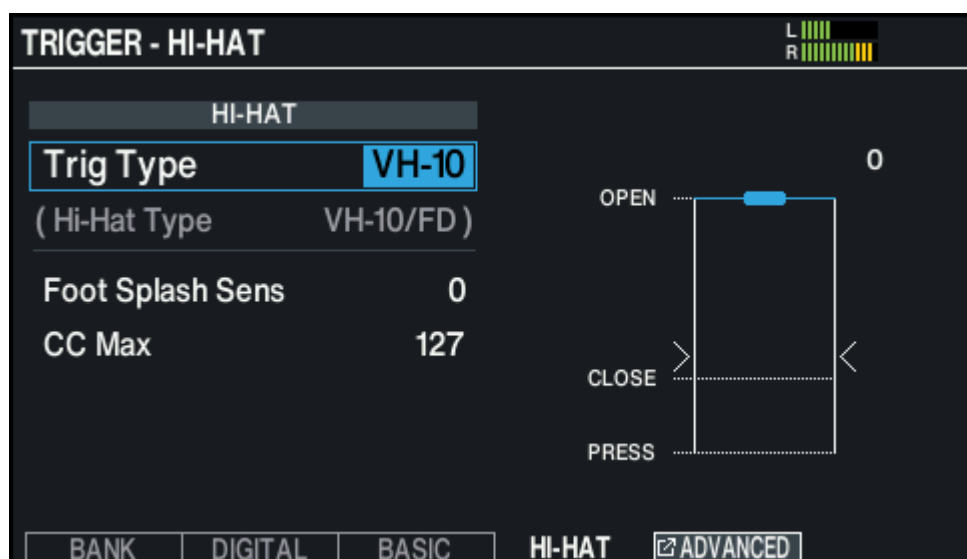 TRIGGER - HI-HAT
L
R
HI-HAT
Trig Type VH-10
( Hi-Hat Type VH-10/FD )
Foot Splash Sens 0
CC Max 127
0
OPEN
CLOSE
PRESS
BANK DIGITAL BASIC HI-HAT ADVANCED